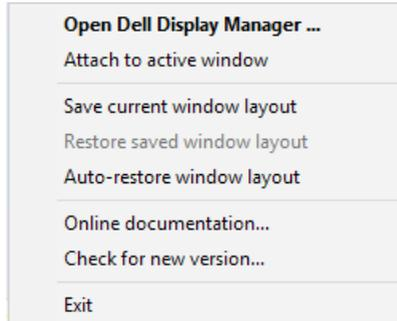 Open Dell Display Manager ...
Attach to active window
Save current window layout
Restore saved window layout
Auto-restore window layout
Online documentation...
Check for new version...
Exit